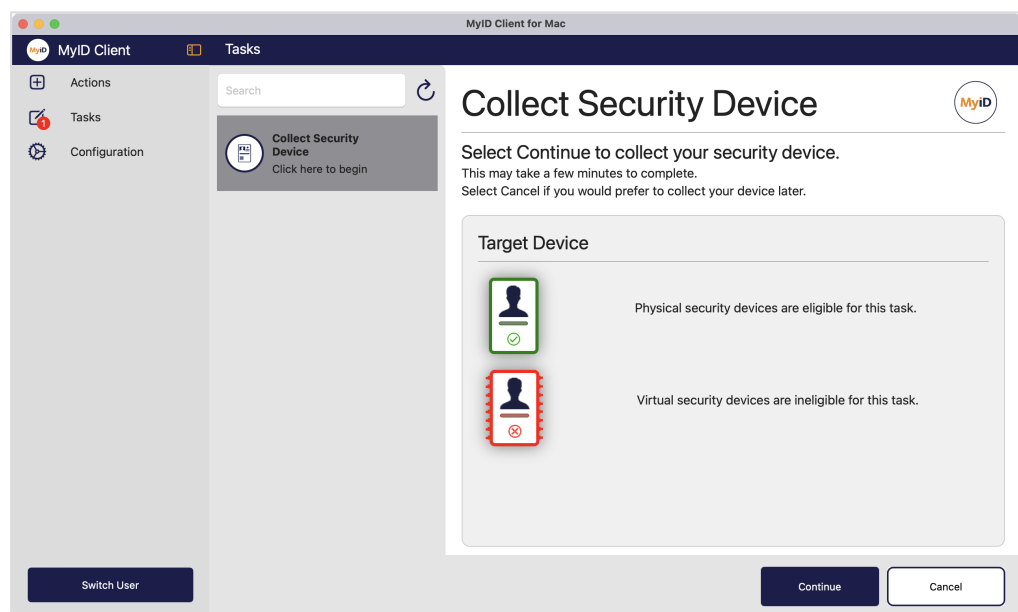 MyID Client for Mac
MyiD
MyID Client
Tasks
Actions
Tasks
1
Configuration
Search
Collect Security
Device
Click here to begin
Collect Security Device
MyiD
Select Continue to collect your security device.
This may take a few minutes to complete.
Select Cancel if you would prefer to collect your device later.
Target Device
Physical security devices are eligible for this task.
Virtual security devices are ineligible for this task.
Switch User
Continue
Cancel